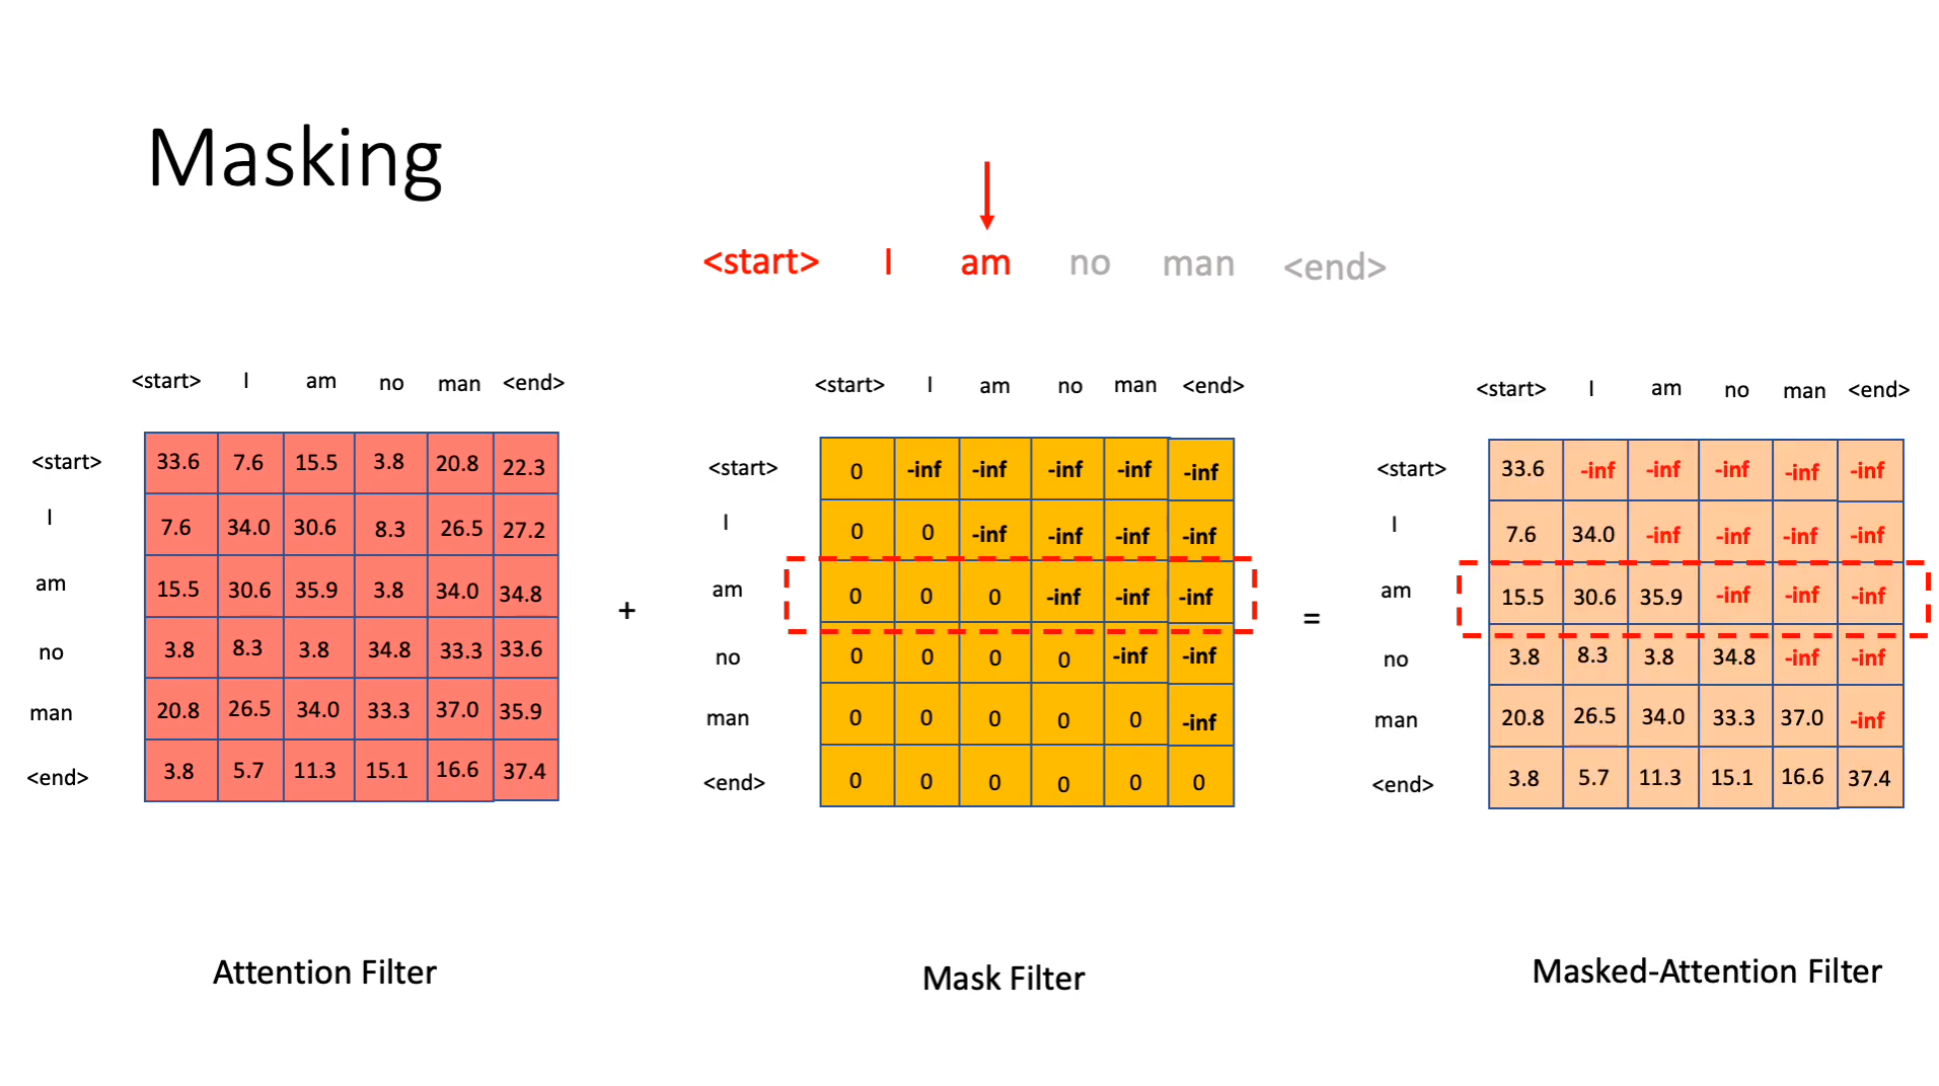 Masking
<start> I am no man <end>
<start> I am no man <end>
<start> 33.6 7.6 15.5 3.8 20.8 22.3
I 7.6 34.0 30.6 8.3 26.5 27.2
am 15.5 30.6 35.9 3.8 34.0 34.8
no 3.8 8.3 3.8 34.8 33.3 33.6
man 20.8 26.5 34.0 33.3 37.0 35.9
<end> 3.8 5.7 11.3 15.1 16.6 37.4
Attention Filter
+
<start> I am no man <end>
<start> 0 -inf -inf -inf -inf -inf
I 0 0 -inf -inf -inf -inf
am 0 0 0 -inf -inf -inf
no 0 0 0 0 -inf -inf
man 0 0 0 0 0 -inf
<end> 0 0 0 0 0 0
Mask Filter
=
<start> I am no man <end>
<start> 33.6 -inf -inf -inf -inf -inf
I 7.6 34.0 -inf -inf -inf -inf
am 15.5 30.6 35.9 -inf -inf -inf
no 3.8 8.3 3.8 34.8 -inf -inf
man 20.8 26.5 34.0 33.3 37.0 -inf
<end> 3.8 5.7 11.3 15.1 16.6 37.4
Masked-Attention Filter